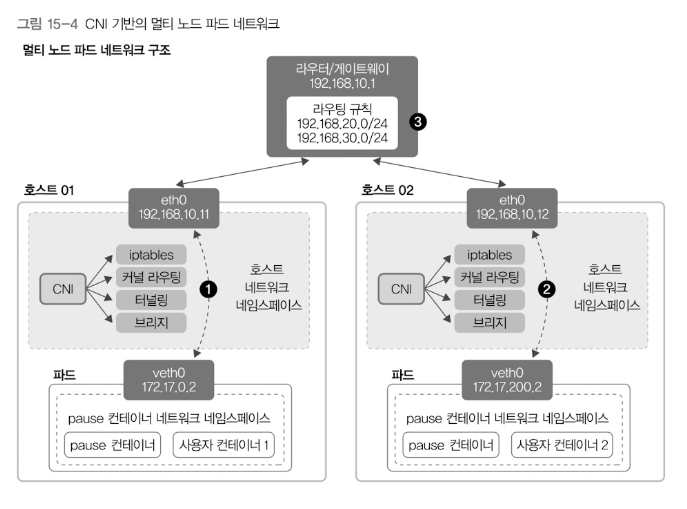 그림 15-4 CNI 기반의 멀티 노드 파드 네트워크
멀티 노드 파드 네트워크 구조
라우터/게이트웨이
192.168.10.1
라우팅 규칙
192.168.20.0/24
192.168.30.0/24
3
호스트 01
eth0
192.168.10.11
CNI
iptables
커널 라우팅
터널링
브리지
1
호스트
네트워크
네임스페이스
파드
veth0
172.17.0.2
pause 컨테이너 네트워크 네임스페이스
pause 컨테이너
사용자 컨테이너 1
호스트 02
eth0
192.168.10.12
CNI
iptables
커널 라우팅
터널링
브리지
2
호스트
네트워크
네임스페이스
파드
veth0
172.17.200.2
pause 컨테이너 네트워크 네임스페이스
pause 컨테이너
사용자 컨테이너 2